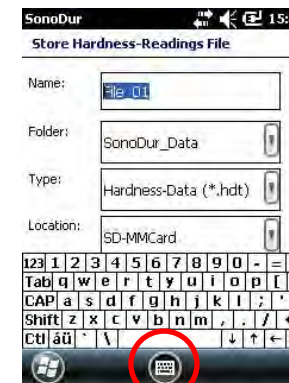 SonoDur 15:
Store Hardness-Readings File
Name: File_01
Folder: SonoDur_Data
Type: Hardness-Data (*.hdt)
Location: SD-MMCard
123 1 2 3 4 5 6 7 8 9 0 - =
Tab q w e r t y u i o p [
CAP a s d f g h j k l ; '
Shift z x c v b n m , . /
Ctl áü ` \ ↓ ↑ ←